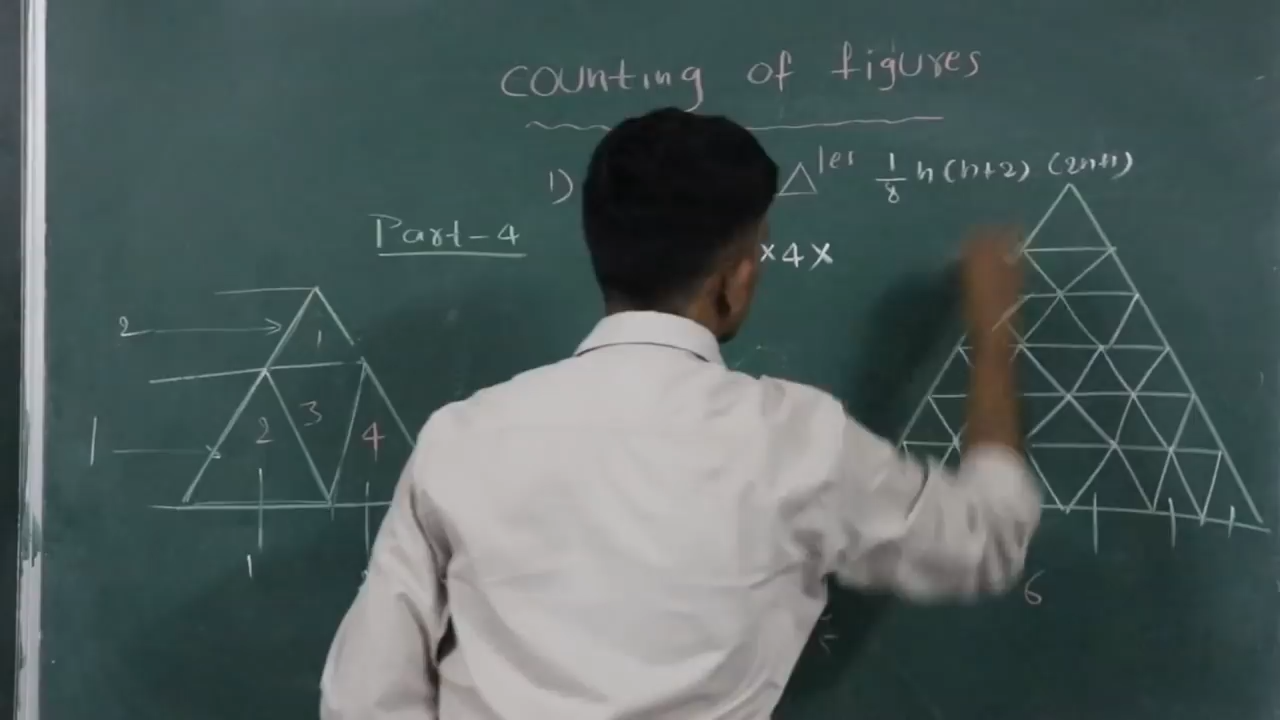 counting of figures
1) △ les 1/8 n(n+2) (2n+1)
Part-4
×4×
2
1
2 3 4
1
1
6